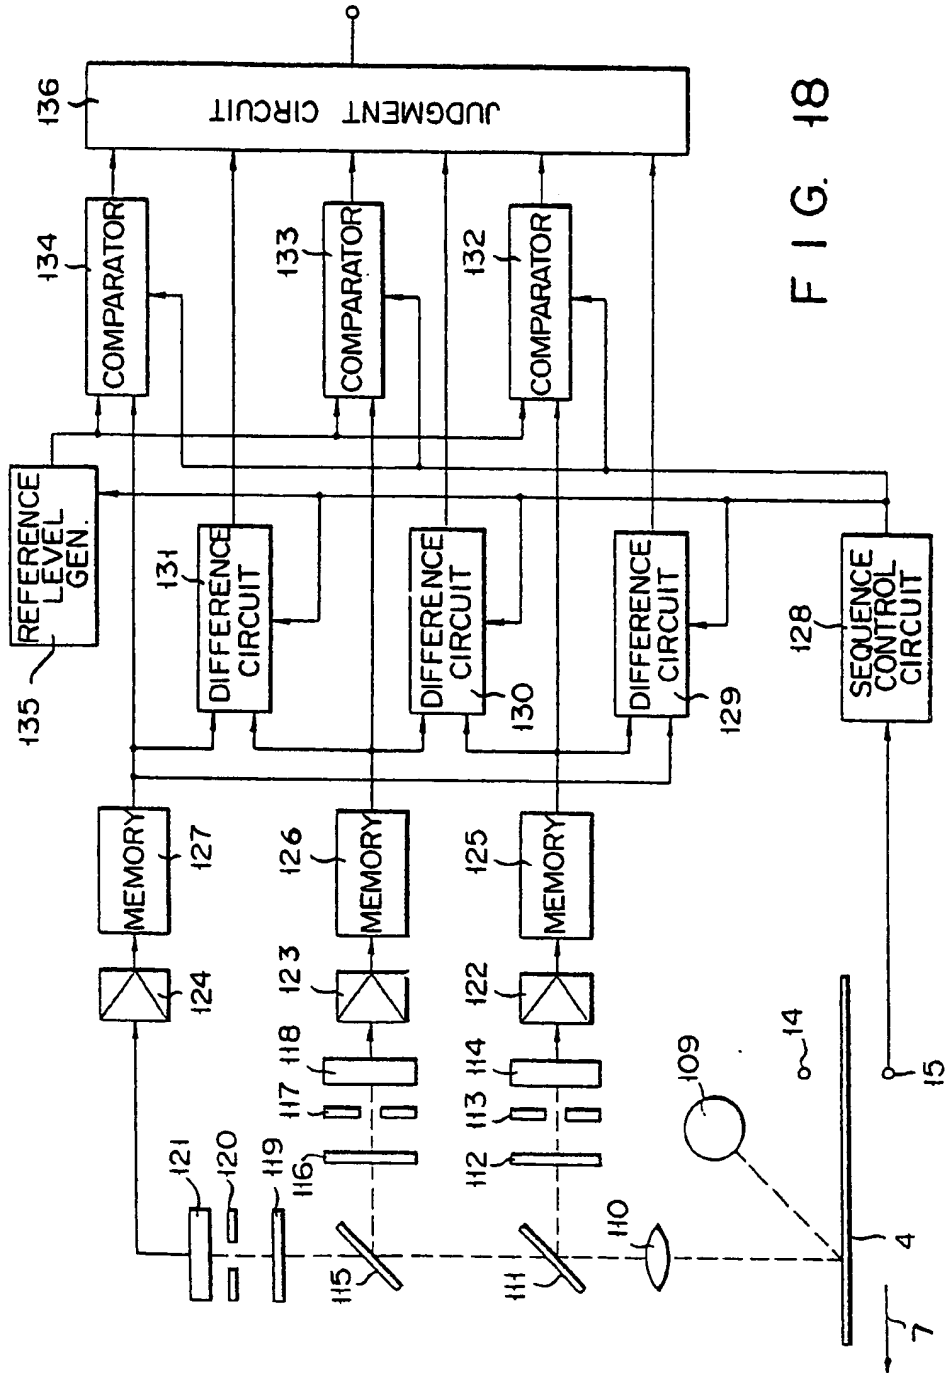 136
JUDGMENT CIRCUIT
134
COMPARATOR
133
COMPARATOR
132
COMPARATOR
FIG. 18
135
REFERENCE
LEVEL
GEN.
131
DIFFERENCE
CIRCUIT
130
DIFFERENCE
CIRCUIT
129
DIFFERENCE
CIRCUIT
128
SEQUENCE
CONTROL
CIRCUIT
127
MEMORY
126
MEMORY
125
MEMORY
124
123
122
118
117
116
114
113
112
121
120
119
115
111
110
109
14
15
4
7